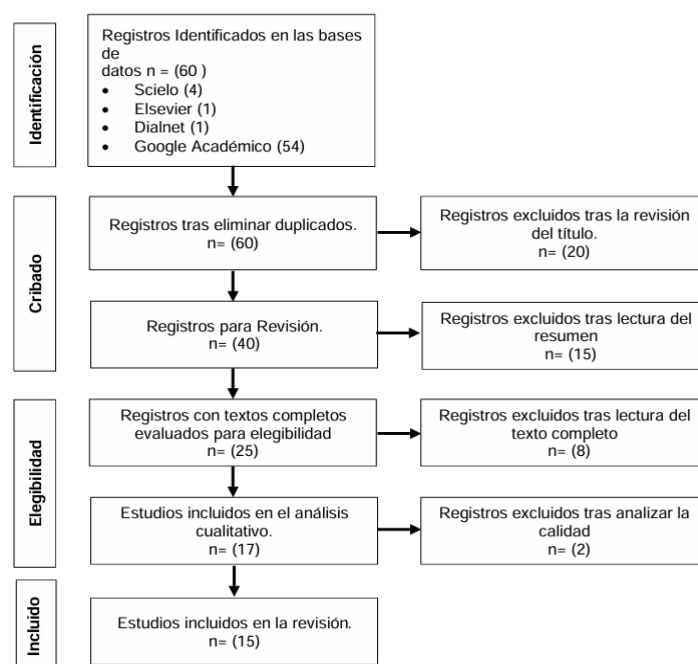 Identificación
Registros Identificados en las bases
de
datos n = (60 )
• Scielo (4)
• Elsevier (1)
• Dialnet (1)
• Google Académico (54)
Cribado
Registros tras eliminar duplicados.
n= (60)
Registros excluidos tras la revisión
del título.
n= (20)
Registros para Revisión.
n= (40)
Registros excluidos tras lectura del
resumen
n= (15)
Elegibilidad
Registros con textos completos
evaluados para elegibilidad
n= (25)
Registros excluidos tras lectura del
texto completo
n= (8)
Estudios incluidos en el análisis
cualitativo.
n= (17)
Registros excluidos tras analizar la
calidad
n= (2)
Incluido
Estudios incluidos en la revisión.
n= (15)